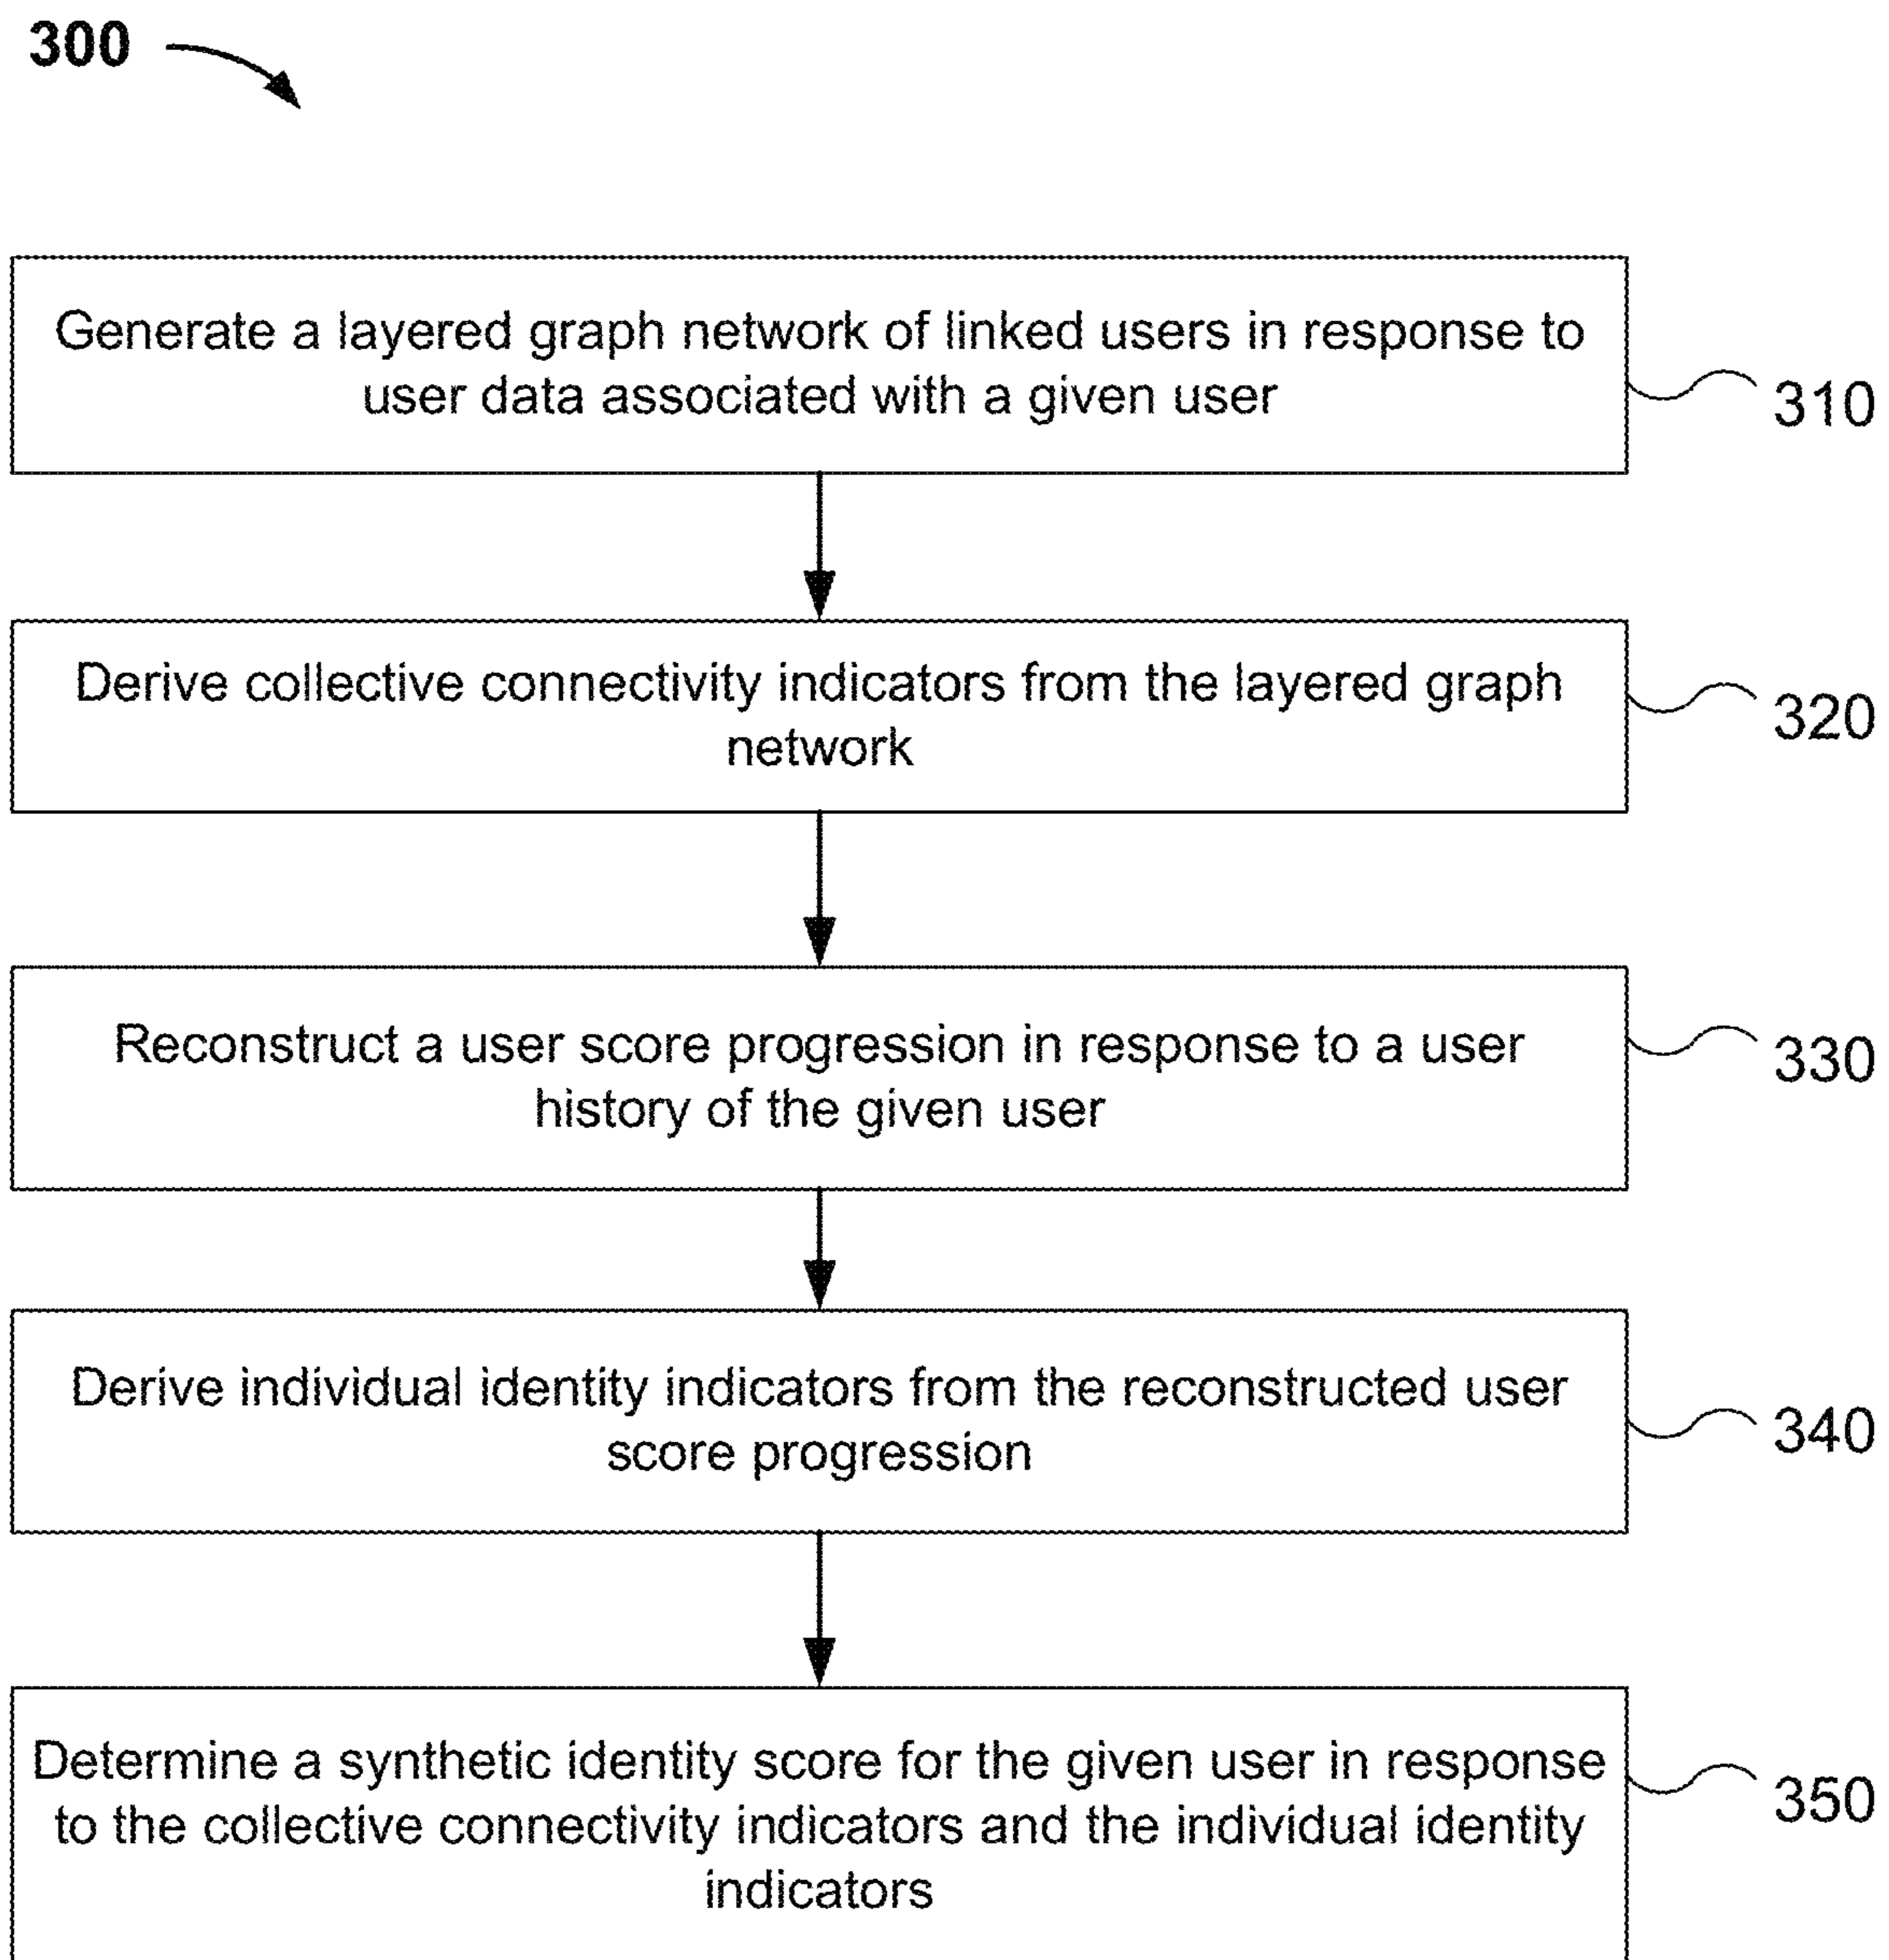 300
Generate a layered graph network of linked users in response to
user data associated with a given user
310
Derive collective connectivity indicators from the layered graph
network
320
Reconstruct a user score progression in response to a user
history of the given user
330
Derive individual identity indicators from the reconstructed user
score progression
340
Determine a synthetic identity score for the given user in response
to the collective connectivity indicators and the individual identity
indicators
350